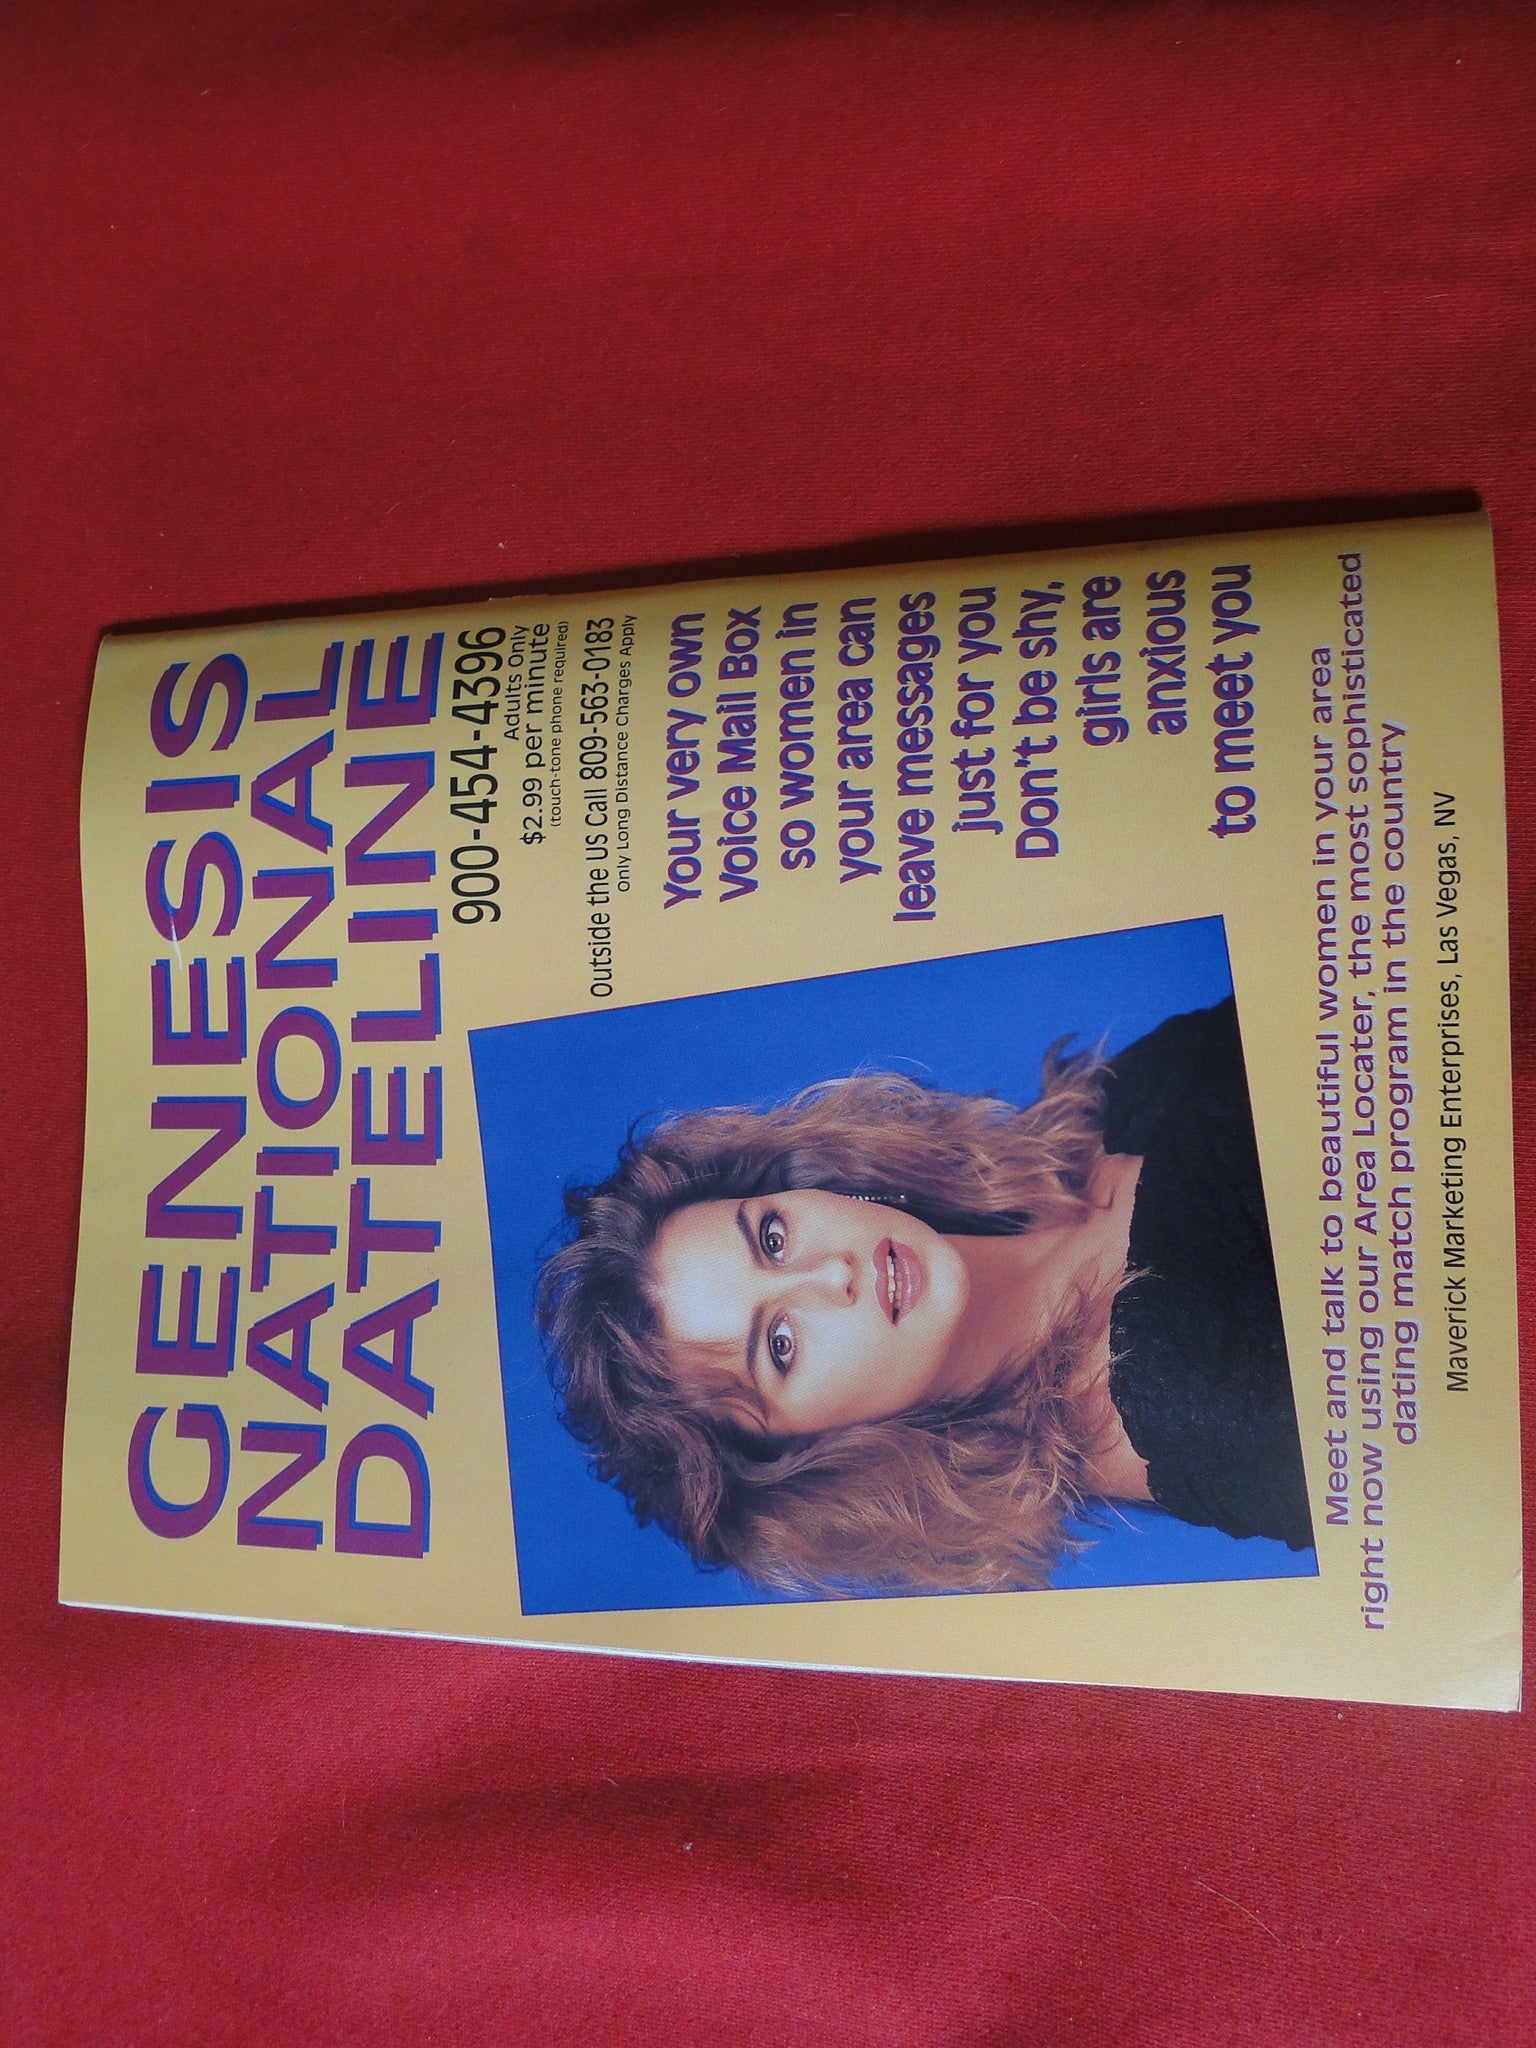 GENESIS
NATIONAL
DATELINE
900-454-4396
Adults Only
$2.99 per minute
(touch-tone phone required)
Outside the US Call 809-563-0183
Only Long Distance Charges Apply
Your very own
Voice Mail Box
so women in
your area can
leave messages
just for you
Don't be shy,
girls are
anxious
to meet you
Meet and talk to beautiful women in your area
right now using our Area Locater, the most sophisticated
dating match program in the country
Maverick Marketing Enterprises, Las Vegas, NV